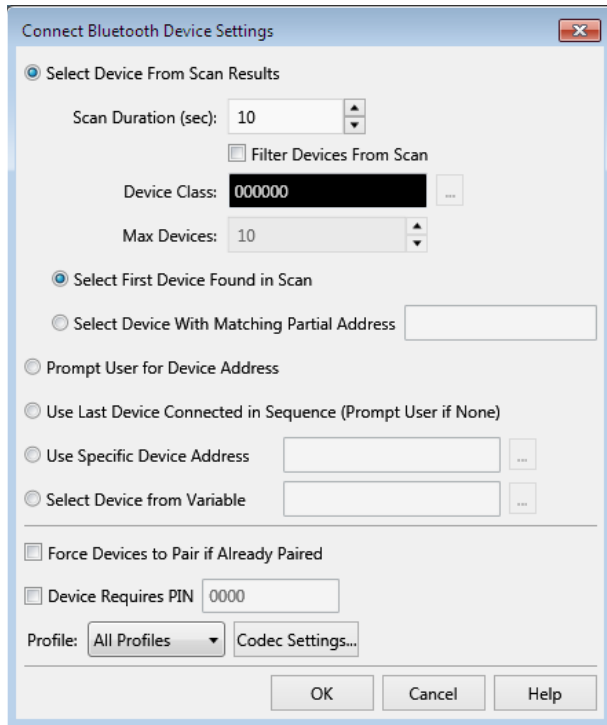 Connect Bluetooth Device Settings
Select Device From Scan Results
Scan Duration (sec): 10
Filter Devices From Scan
Device Class: 000000 ...
Max Devices: 10
Select First Device Found in Scan
Select Device With Matching Partial Address
Prompt User for Device Address
Use Last Device Connected in Sequence (Prompt User if None)
Use Specific Device Address ...
Select Device from Variable ...
Force Devices to Pair if Already Paired
Device Requires PIN 0000
Profile: All Profiles Codec Settings...
OK Cancel Help